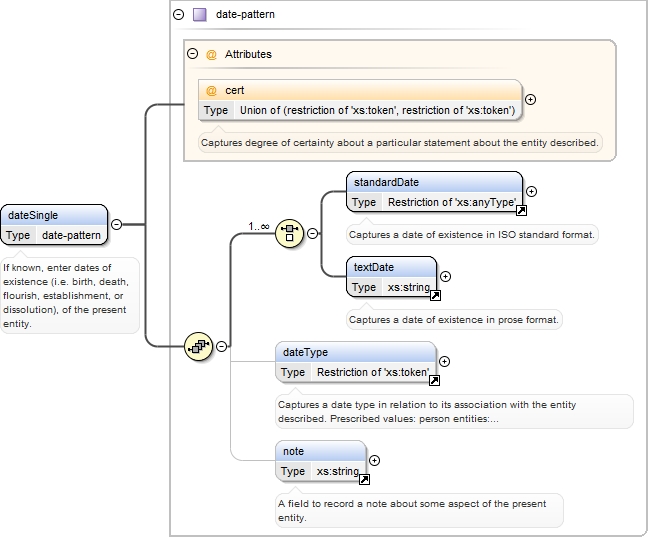 date-pattern
@ Attributes
@ cert
Type Union of (restriction of 'xs:token', restriction of 'xs:token')
Captures degree of certainty about a particular statement about the entity described.
dateSingle
Type date-pattern
If known, enter dates of
existence (i.e. birth, death,
flourish, establishment, or
dissolution), of the present
entity.
1..∞
standardDate
Type Restriction of 'xs:anyType'
Captures a date of existence in ISO standard format.
textDate
Type xs:string
Captures a date of existence in prose format.
dateType
Type Restriction of 'xs:token'
Captures a date type in relation to its association with the entity
described. Prescribed values: person entities:...
note
Type xs:string
A field to record a note about some aspect of the present
entity.